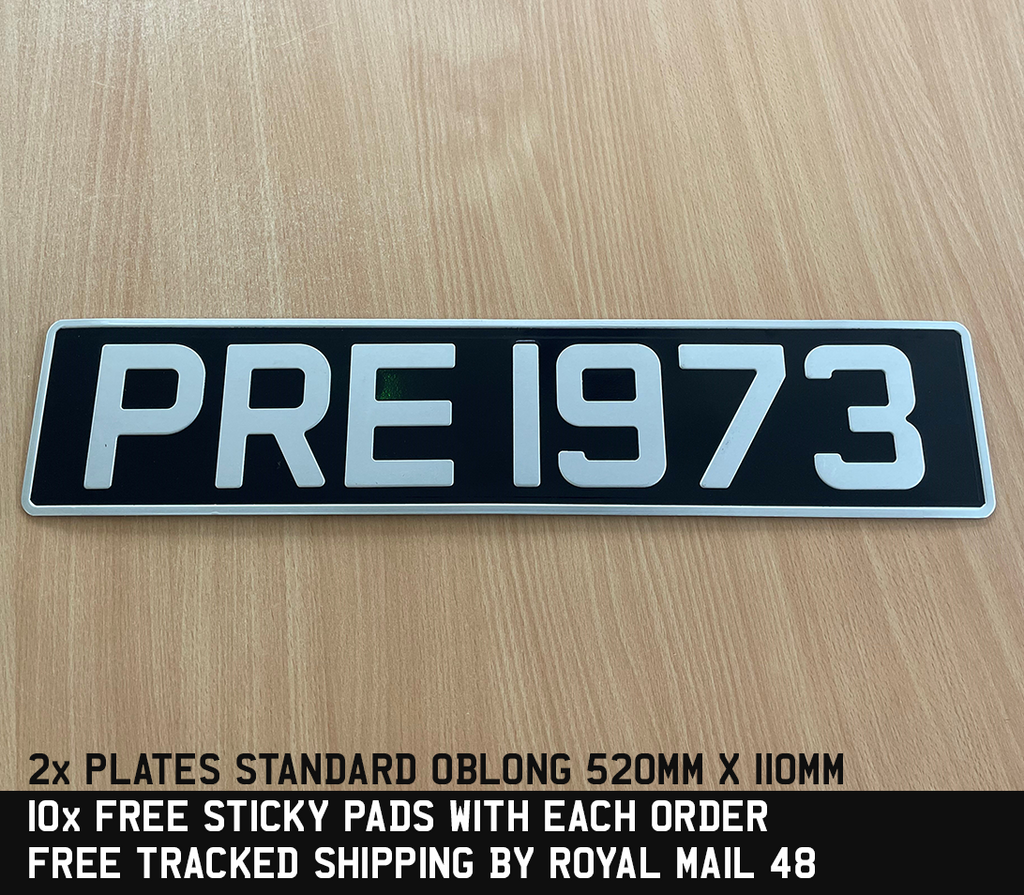 PRE 1973
2x PLATES STANDARD OBLONG 520MM X 110MM
10x FREE STICKY PADS WITH EACH ORDER
FREE TRACKED SHIPPING BY ROYAL MAIL 48